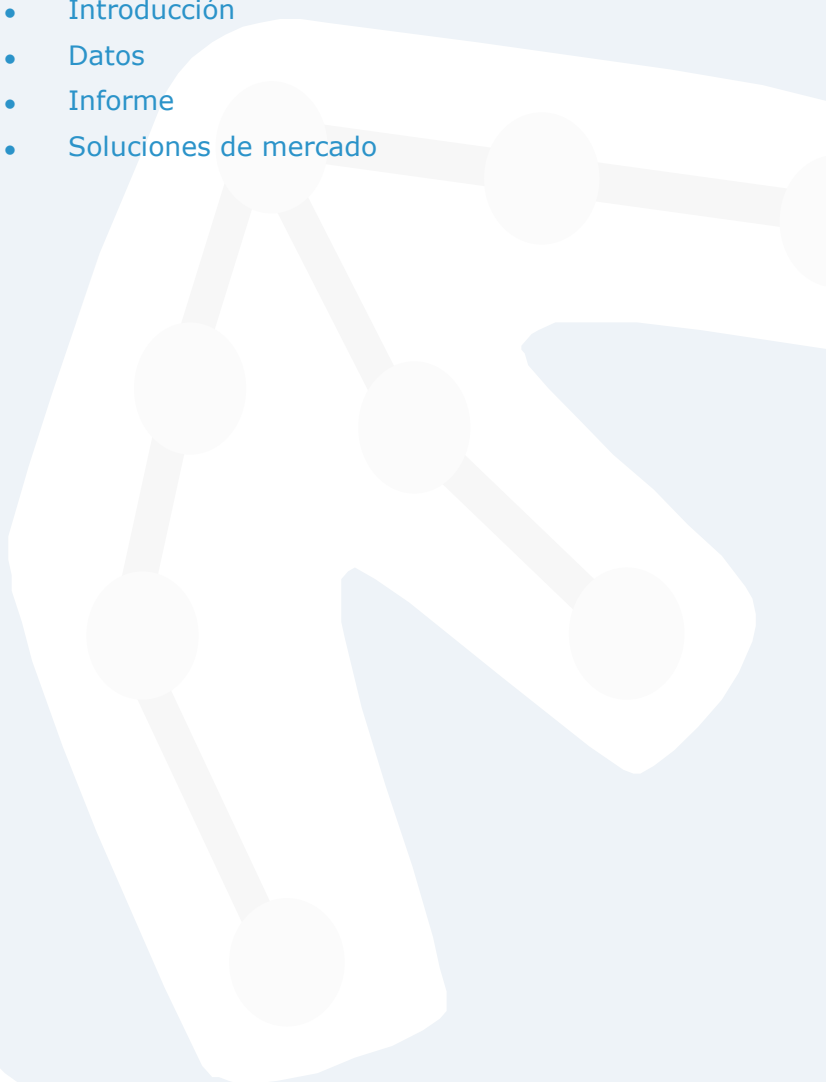 • Introducción
• Datos
• Informe
• Soluciones de mercado